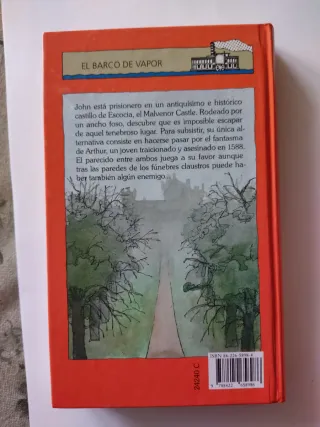 EL BARCO DE VAPOR
John está prisionero en un antiquísimo e histórico
castillo de Escocia, el Malvenor Castle. Rodeado por
un ancho foso, descubre que es imposible escapar
de aquel tenebroso lugar. Para subsistir, su única al-
ternativa consiste en hacerse pasar por el fantasma
de Arthur, un joven traicionado y asesinado en 1588.
El parecido entre ambos juega a su favor aunque
tras las paredes de los fúnebres claustros puede ha-
ber también algún enemigo.
24240 C